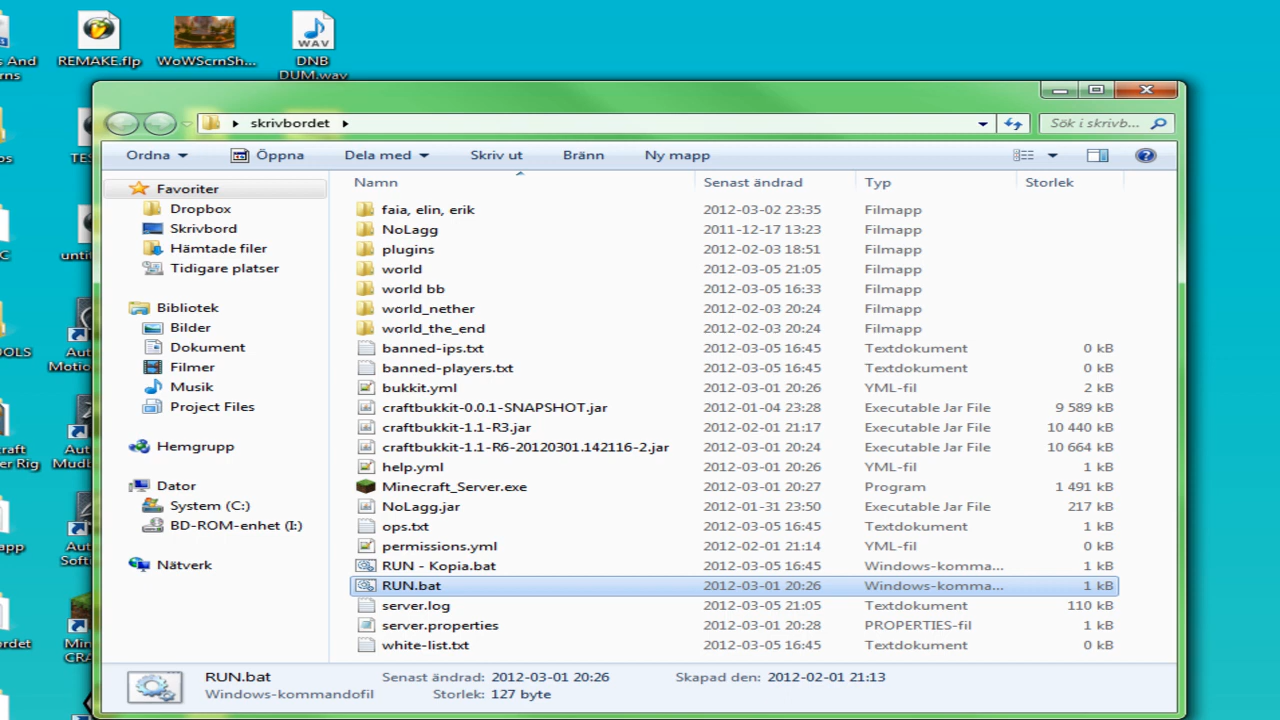 REMAKE.flp
WoWScrnSh...
WAV
DNB
DUM.wav
skrivbordet
Sök i skrivb...
Ordna
Öppna
Dela med
Skriv ut
Bränn
Ny mapp
Namn
Senast ändrad
Typ
Storlek
Favoriter
Dropbox
Skrivbord
Hämtade filer
Tidigare platser
Bibliotek
Bilder
Dokument
Filmer
Musik
Project Files
Hemgrupp
Dator
System (C:)
BD-ROM-enhet (I:)
Nätverk
faia, elin, erik 2012-03-02 23:35 Filmapp
NoLagg 2011-12-17 13:23 Filmapp
plugins 2012-02-03 18:51 Filmapp
world 2012-03-05 21:05 Filmapp
world bb 2012-03-05 16:33 Filmapp
world_nether 2012-02-03 20:24 Filmapp
world_the_end 2012-02-03 20:24 Filmapp
banned-ips.txt 2012-03-05 16:45 Textdokument 0 kB
banned-players.txt 2012-03-05 16:45 Textdokument 0 kB
bukkit.yml 2012-03-01 20:26 YML-fil 2 kB
craftbukkit-0.0.1-SNAPSHOT.jar 2012-01-04 23:28 Executable Jar File 9 589 kB
craftbukkit-1.1-R3.jar 2012-02-01 21:17 Executable Jar File 10 440 kB
craftbukkit-1.1-R6-20120301.142116-2.jar 2012-03-01 20:24 Executable Jar File 10 664 kB
help.yml 2012-03-01 20:26 YML-fil 1 kB
Minecraft_Server.exe 2012-03-01 20:27 Program 1 491 kB
NoLagg.jar 2012-01-31 23:50 Executable Jar File 217 kB
ops.txt 2012-03-05 16:45 Textdokument 1 kB
permissions.yml 2012-02-01 21:14 YML-fil 0 kB
RUN - Kopia.bat 2012-03-05 16:45 Windows-komma... 1 kB
RUN.bat 2012-03-01 20:26 Windows-komma... 1 kB
server.log 2012-03-05 21:05 Textdokument 110 kB
server.properties 2012-03-01 20:28 PROPERTIES-fil 1 kB
white-list.txt 2012-03-05 16:45 Textdokument 0 kB
RUN.bat Senast ändrad: 2012-03-01 20:26 Skapad den: 2012-02-01 21:13
Windows-kommandofil Storlek: 127 byte